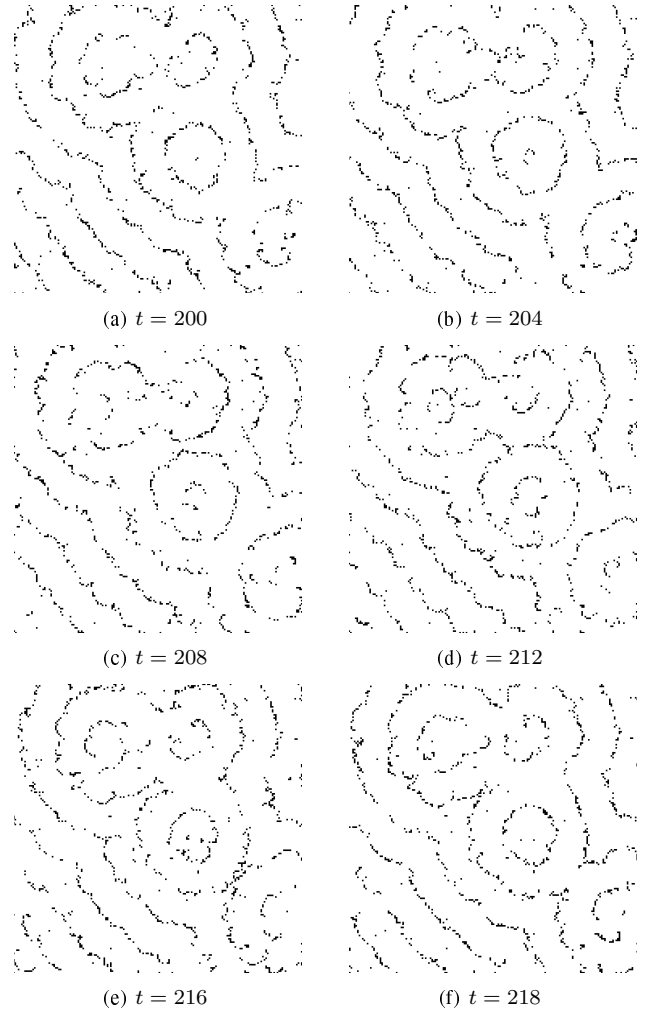 (a) t = 200
(b) t = 204
(c) t = 208
(d) t = 212
(e) t = 216
(f) t = 218